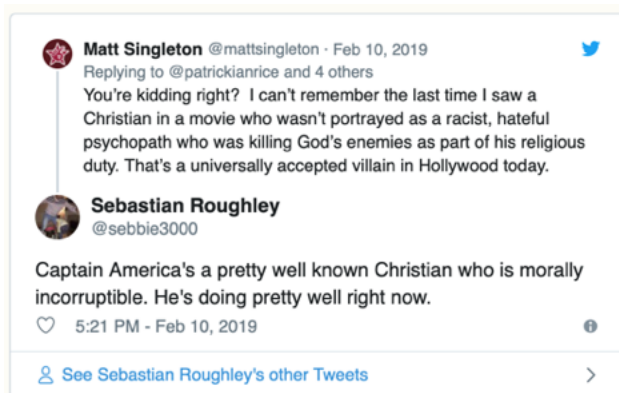 Matt Singleton @mattsingleton · Feb 10, 2019
Replying to @patrickianrice and 4 others
You're kidding right?  I can't remember the last time I saw a
Christian in a movie who wasn't portrayed as a racist, hateful
psychopath who was killing God's enemies as part of his religious
duty. That's a universally accepted villain in Hollywood today.
Sebastian Roughley
@sebbie3000
Captain America's a pretty well known Christian who is morally
incorruptible. He's doing pretty well right now.
5:21 PM - Feb 10, 2019
See Sebastian Roughley's other Tweets